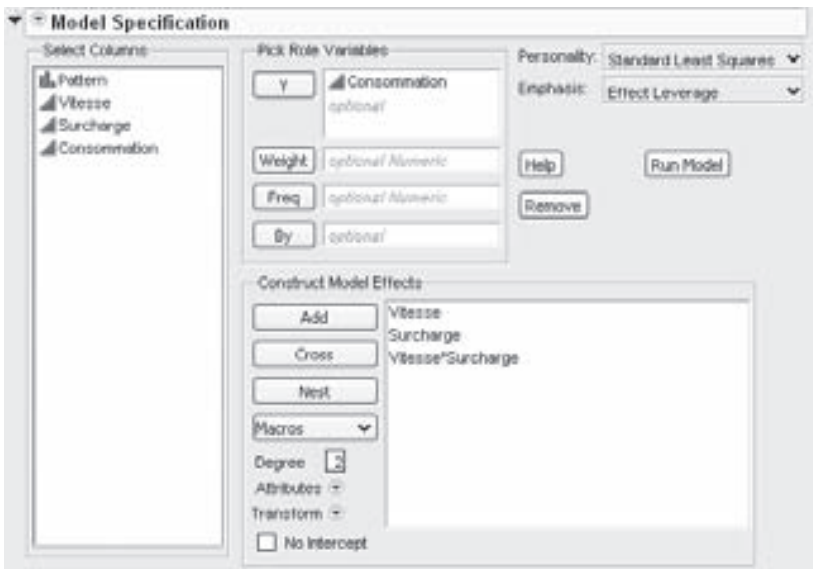 Model Specification
Select Columns
Pattern
Vitesse
Surcharge
Consommation
Pick Role Variables
Y
Consommation
optional
Weight
optional Numeric
Freq
optional Numeric
By
optional
Personality:
Standard Least Squares
Emphasis:
Effect Leverage
Help
Run Model
Remove
Construct Model Effects
Add
Cross
Nest
Macros
Degree 2
Attributes
Transform
No Intercept
Vitesse
Surcharge
Vitesse*Surcharge